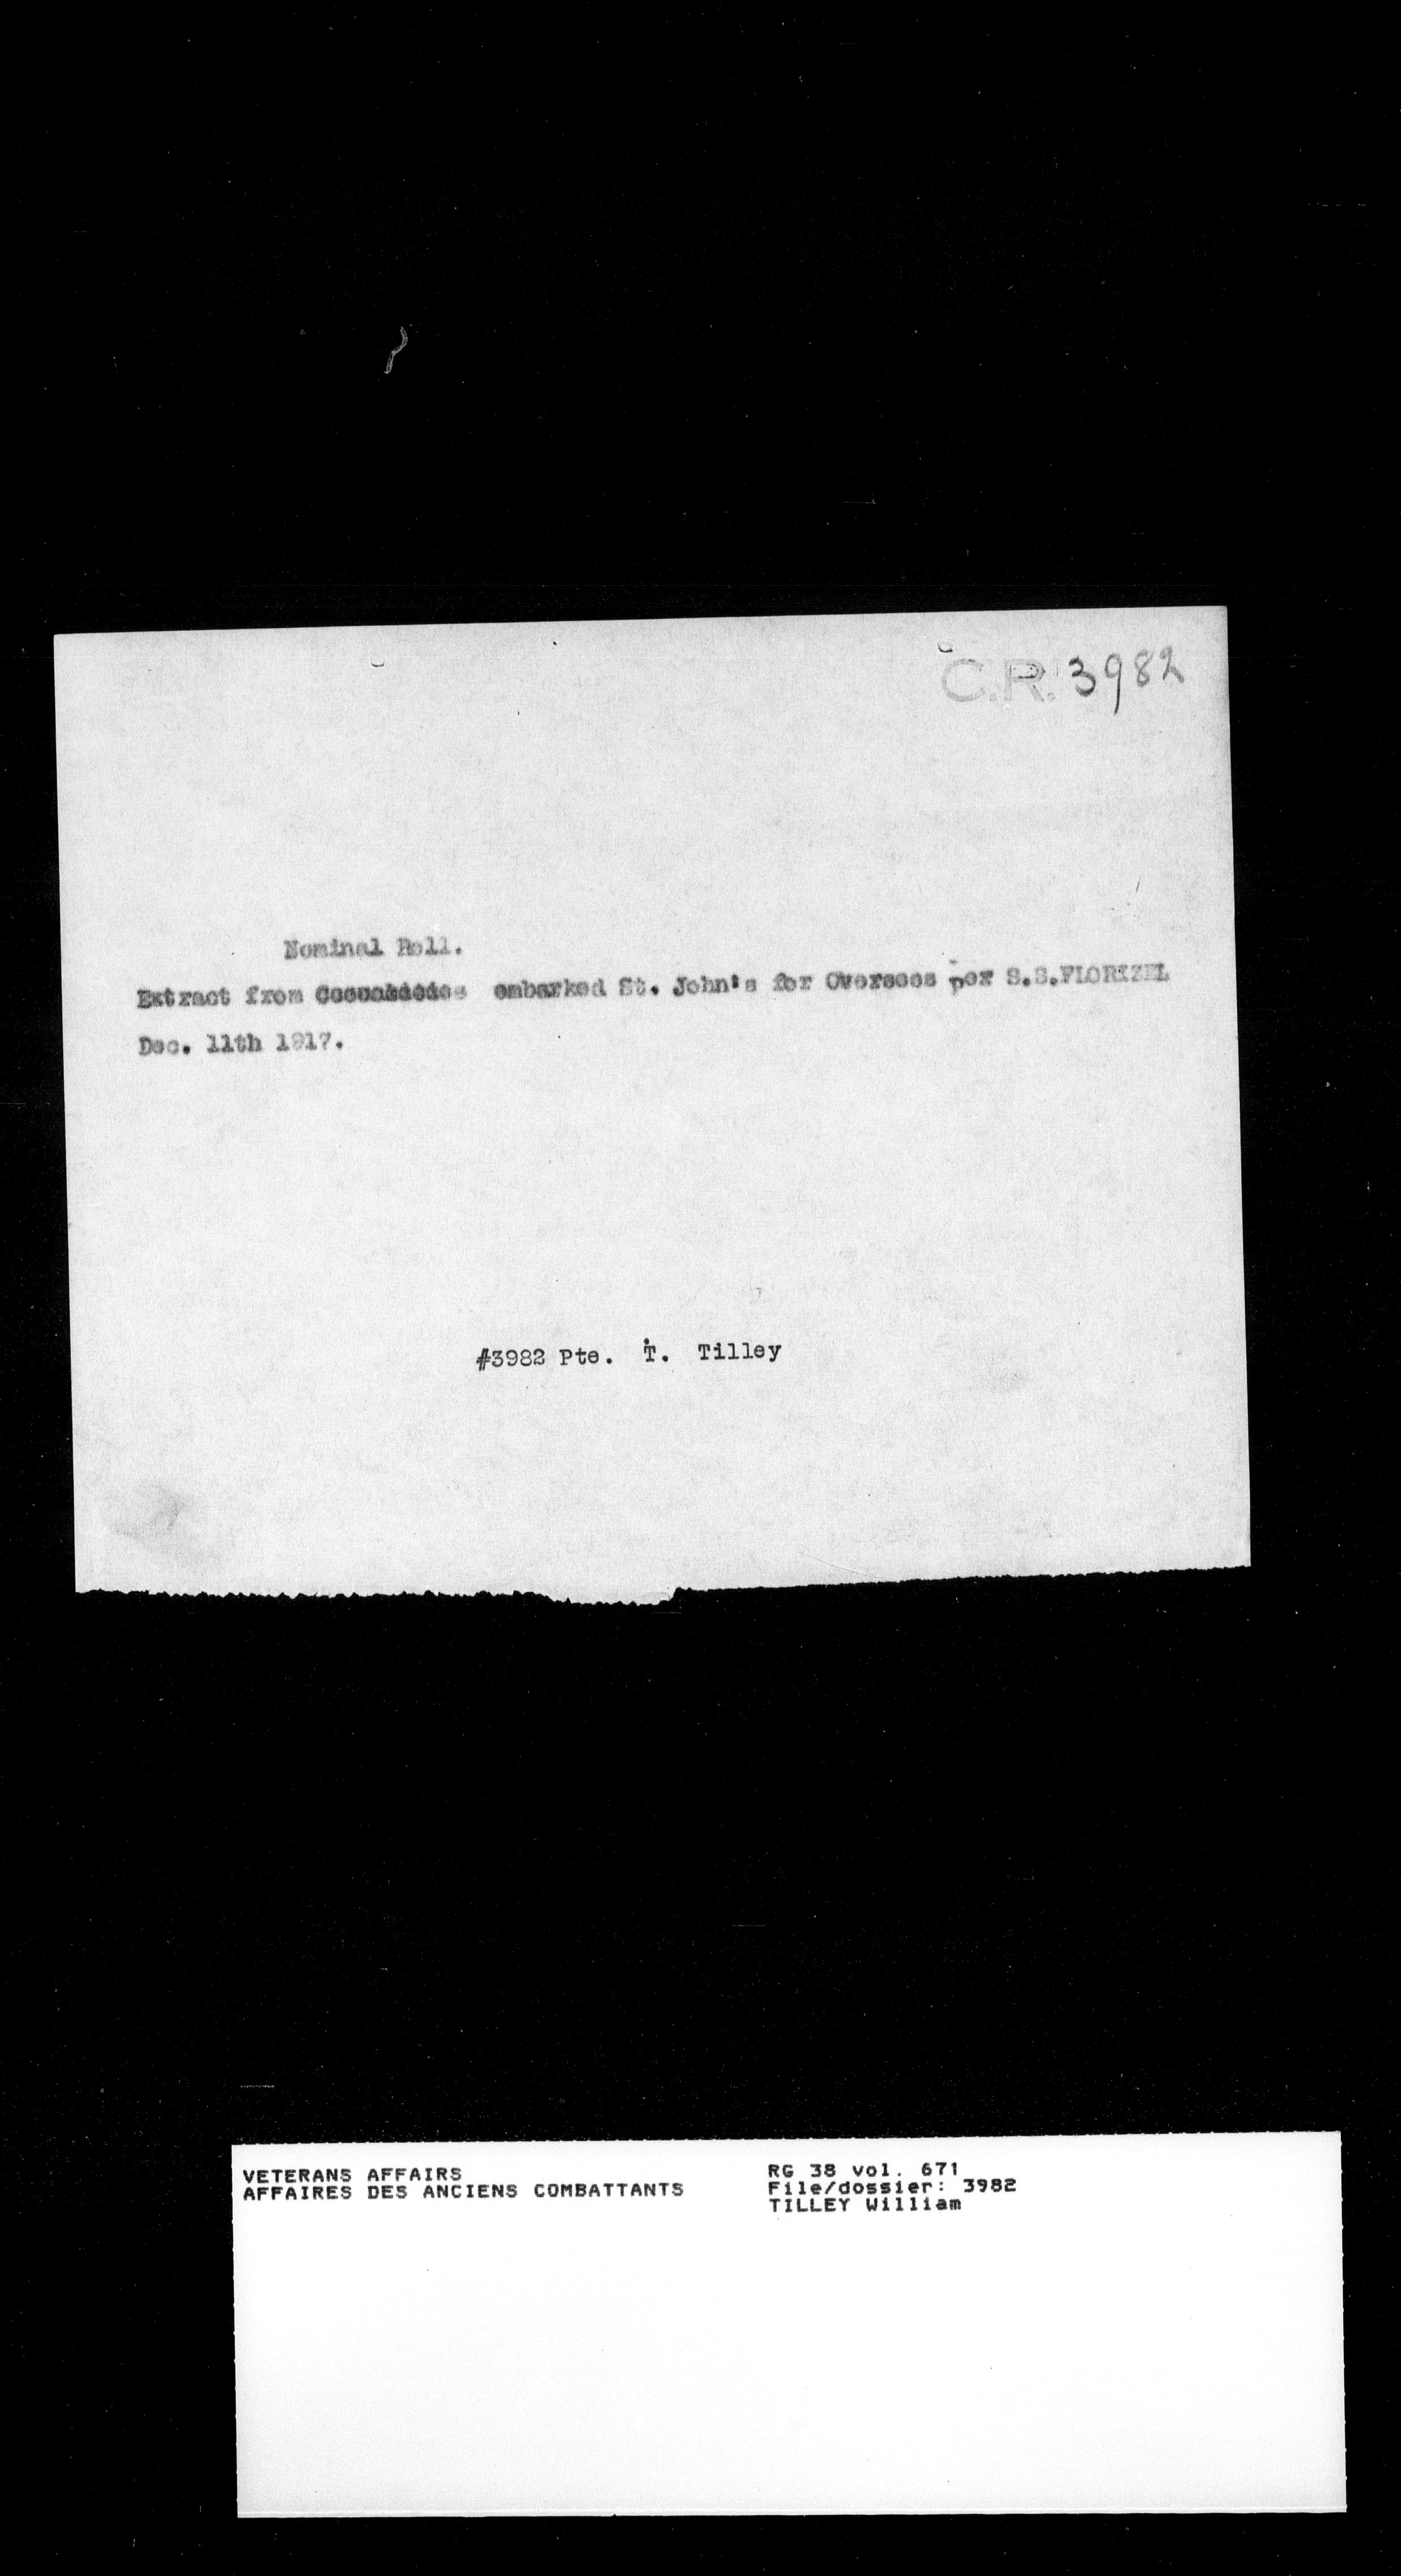 C.R. 3982
Nominal Roll.
Extract from embarked St. John's for Overseas per S.S.FLORIZEL
Dec. 11th 1917.
#3982 Pte. T. Tilley
VETERANS AFFAIRS
AFFAIRES DES ANCIENS COMBATTANTS
RG 38 vol. 671
File/dossier: 3982
TILLEY William